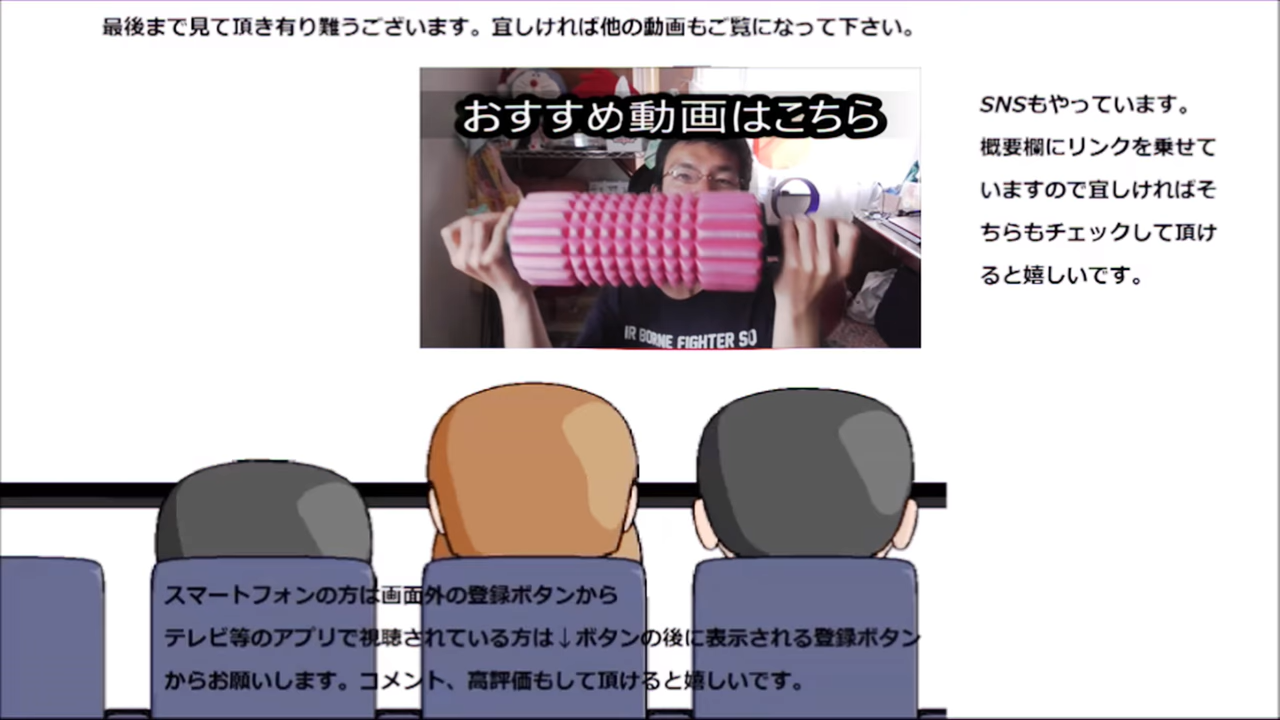 最後まで見て頂き有り難うございます。宜しければ他の動画もご覧になって下さい。
おすすめ動画はこちら
IR BORNE FIGHTER SO
SNSもやっています。
概要欄にリンクを乗せて
いますので宜しければそ
ちらもチェックして頂け
ると嬉しいです。
スマートフォンの方は画面外の登録ボタンから
テレビ等のアプリで視聴されている方は↓ボタンの後に表示される登録ボタン
からお願いします。コメント、高評価もして頂けると嬉しいです。